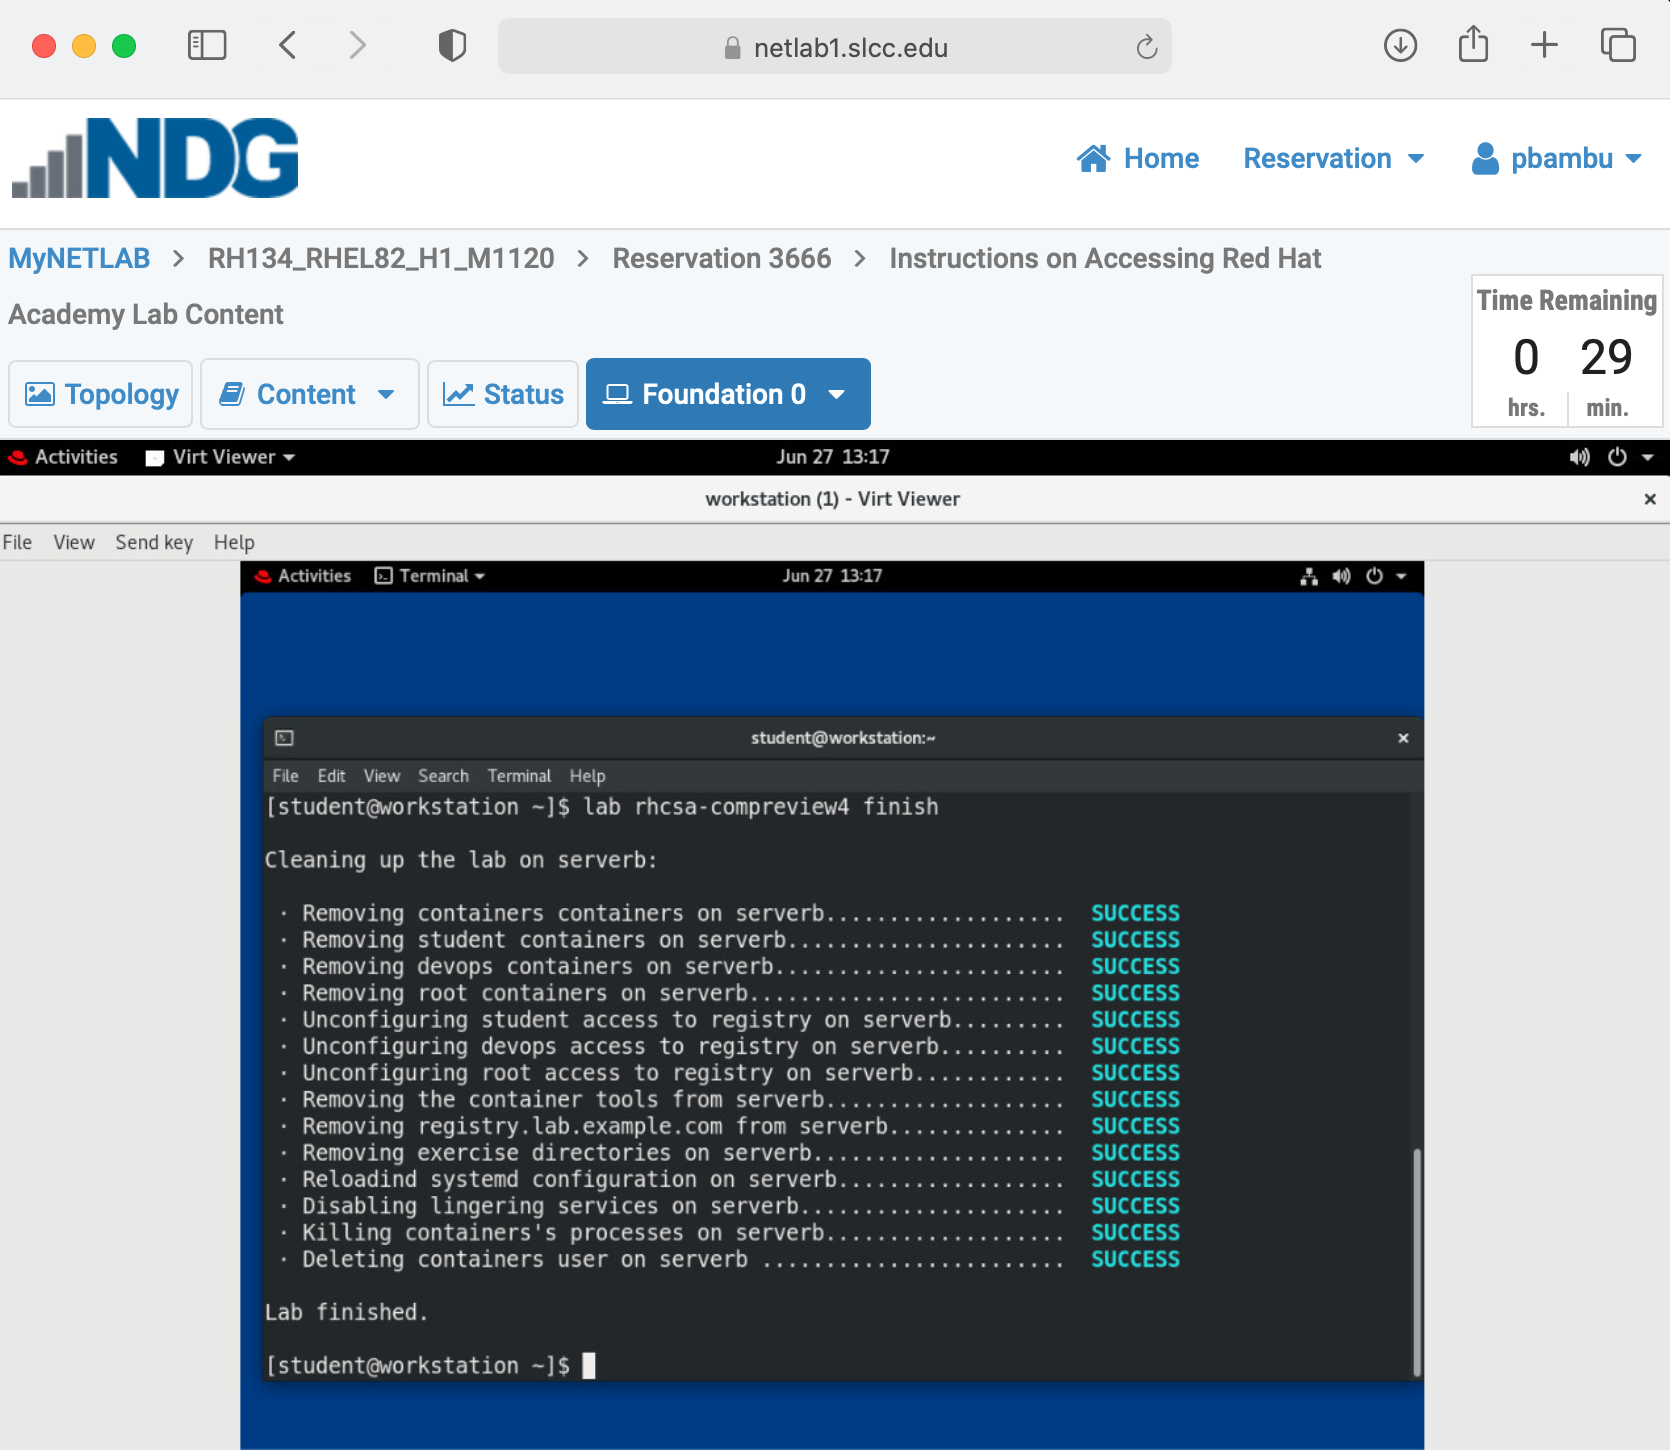 netlab1.slcc.edu
NDG
Home Reservation pbambu
MyNETLAB > RH134_RHEL82_H1_M1120 > Reservation 3666 > Instructions on Accessing Red Hat
Academy Lab Content
Time Remaining
0 29
hrs. min.
Topology Content Status Foundation 0
Activities Virt Viewer Jun 27 13:17
workstation (1) - Virt Viewer ×
File View Send key Help
Activities Terminal Jun 27 13:17
student@workstation:~ ×
File Edit View Search Terminal Help
[student@workstation ~]$ lab rhcsa-compreview4 finish
Cleaning up the lab on serverb:
· Removing containers containers on serverb................... SUCCESS
· Removing student containers on serverb...................... SUCCESS
· Removing devops containers on serverb....................... SUCCESS
· Removing root containers on serverb......................... SUCCESS
· Unconfiguring student access to registry on serverb......... SUCCESS
· Unconfiguring devops access to registry on serverb.......... SUCCESS
· Unconfiguring root access to registry on serverb............ SUCCESS
· Removing the container tools from serverb................... SUCCESS
· Removing registry.lab.example.com from serverb.............. SUCCESS
· Removing exercise directories on serverb.................... SUCCESS
· Reloadind systemd configuration on serverb.................. SUCCESS
· Disabling lingering services on serverb..................... SUCCESS
· Killing containers's processes on serverb................... SUCCESS
· Deleting containers user on serverb ........................ SUCCESS
Lab finished.
[student@workstation ~]$